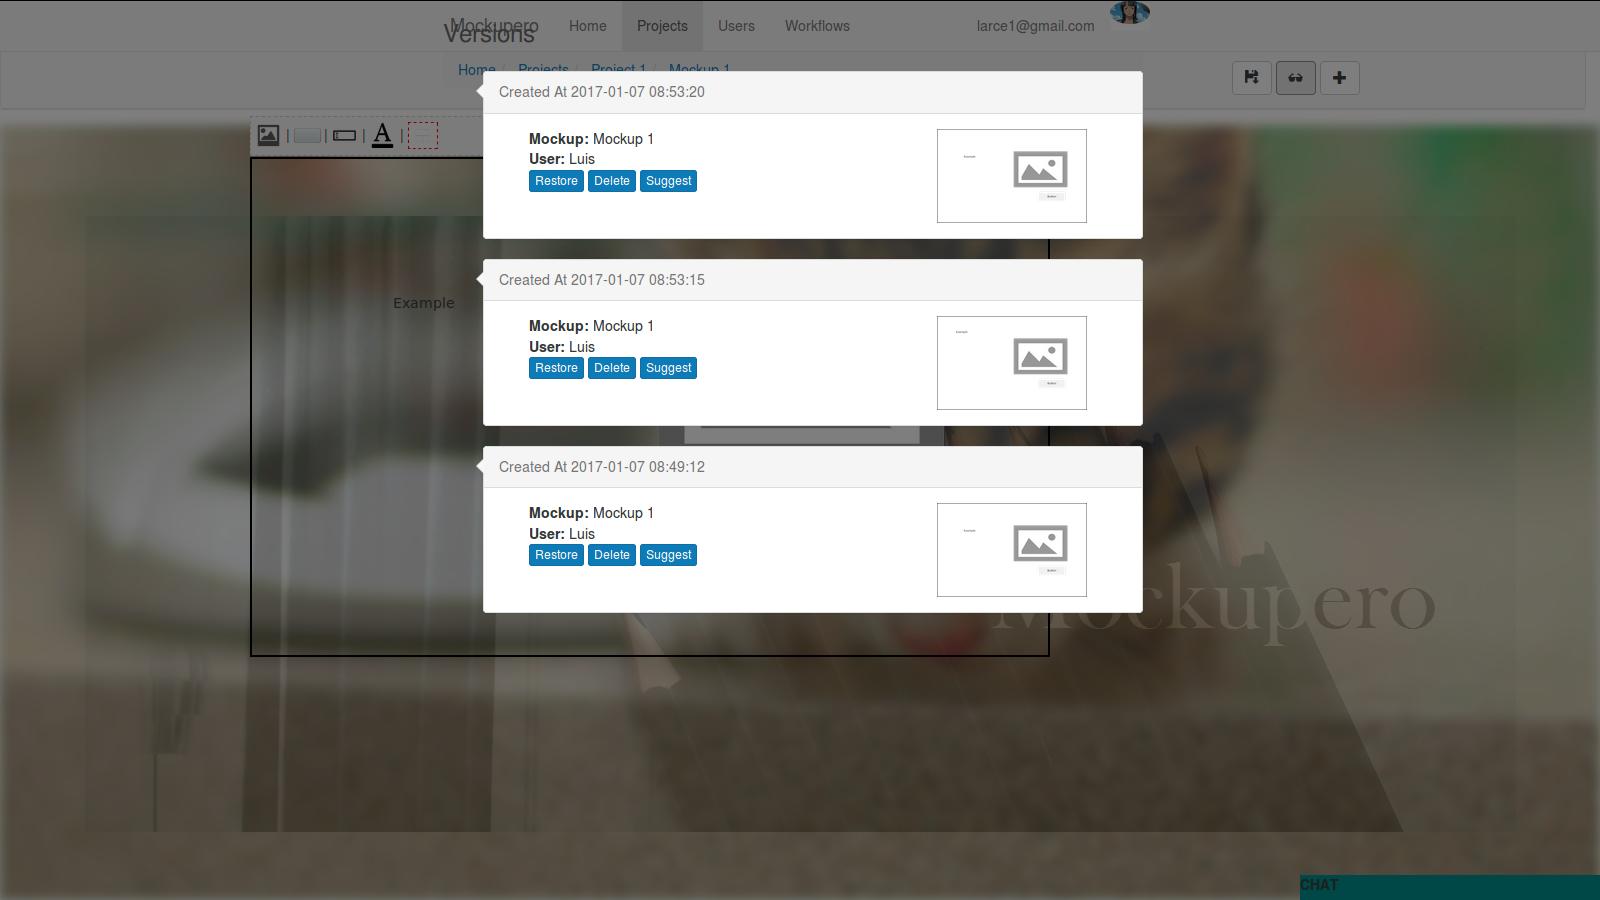 Mockupero
Home
Projects
Users
Workflows
larce1@gmail.com
Versions
Home / Projects / Project 1 / Mockup 1
Created At 2017-01-07 08:53:20
Mockup: Mockup 1
User: Luis
Restore
Delete
Suggest
Created At 2017-01-07 08:53:15
Mockup: Mockup 1
User: Luis
Restore
Delete
Suggest
Created At 2017-01-07 08:49:12
Mockup: Mockup 1
User: Luis
Restore
Delete
Suggest
A
Example
Mockupero
CHAT